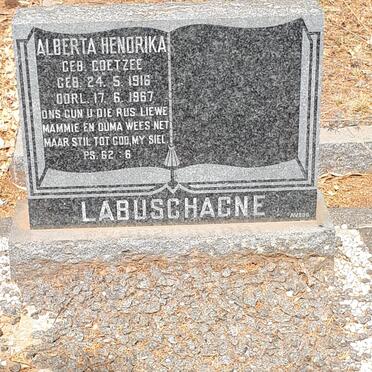 ALBERTA HENDRIKA
GEB. COETZEE
GEB. 24. 5. 1916
OORL. 17. 6. 1967
ONS GUN U DIE RUS LIEWE
MAMMIE EN OUMA WEES NET
MAAR STIL TOT GOD, MY SIEL
PS. 62:6
LABUSCHAGNE